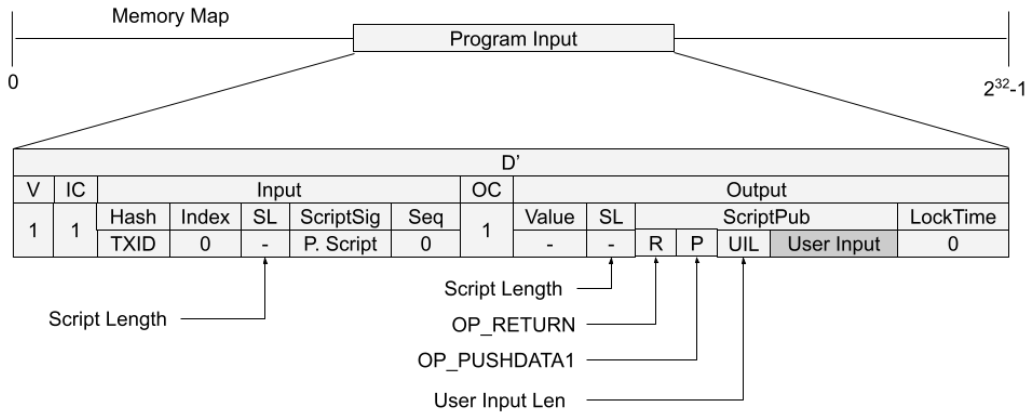 Memory Map
Program Input
0
2^32-1
D'
V IC Input OC Output
1 1 Hash Index SL ScriptSig Seq 1 Value SL ScriptPub LockTime
TXID 0 - P. Script 0 - - R P UIL User Input 0
Script Length
Script Length
OP_RETURN
OP_PUSHDATA1
User Input Len